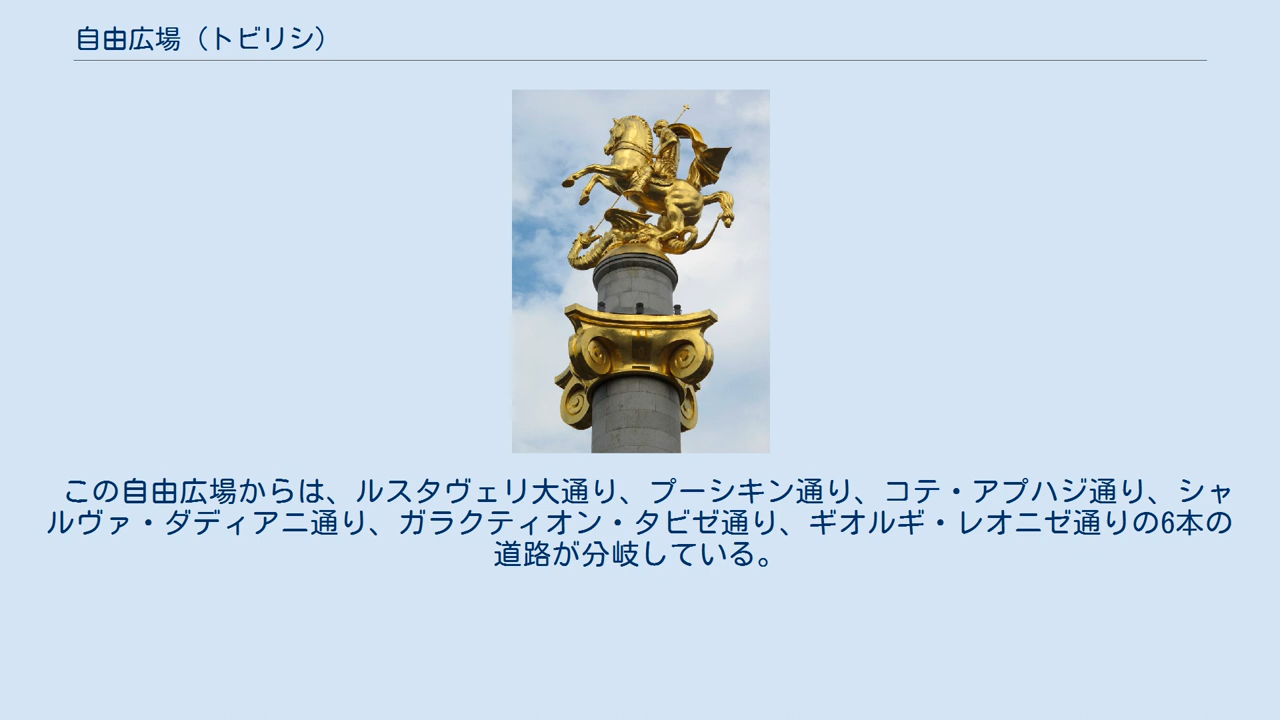 自由広場（トビリシ）
この自由広場からは、ルスタヴェリ大通り、プーシキン通り、コテ・アプハジ通り、シャ
ルヴァ・ダディアニ通り、ガラクティオン・タビゼ通り、ギオルギ・レオニゼ通りの6本の
道路が分岐している。